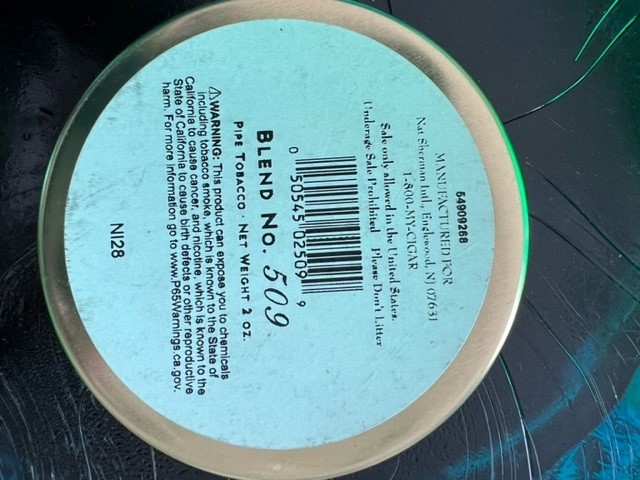 64909268
MANUFACTURED FOR
Nat Sherman Intl., Englewood, NJ 07631
1-800-MY-CIGAR
Sale only allowed in the United States.
Underage Sale Prohibited Please Don't Litter
0 50545 02509 9
BLEND NO. 509
PIPE TOBACCO · NET WEIGHT 2 OZ.
⚠WARNING: This product can expose you to chemicals
including tobacco smoke, which is known to the State of
California to cause cancer, and nicotine, which is known to the
State of California to cause birth defects or other reproductive
harm. For more information go to www.P65Warnings.ca.gov.
NI28